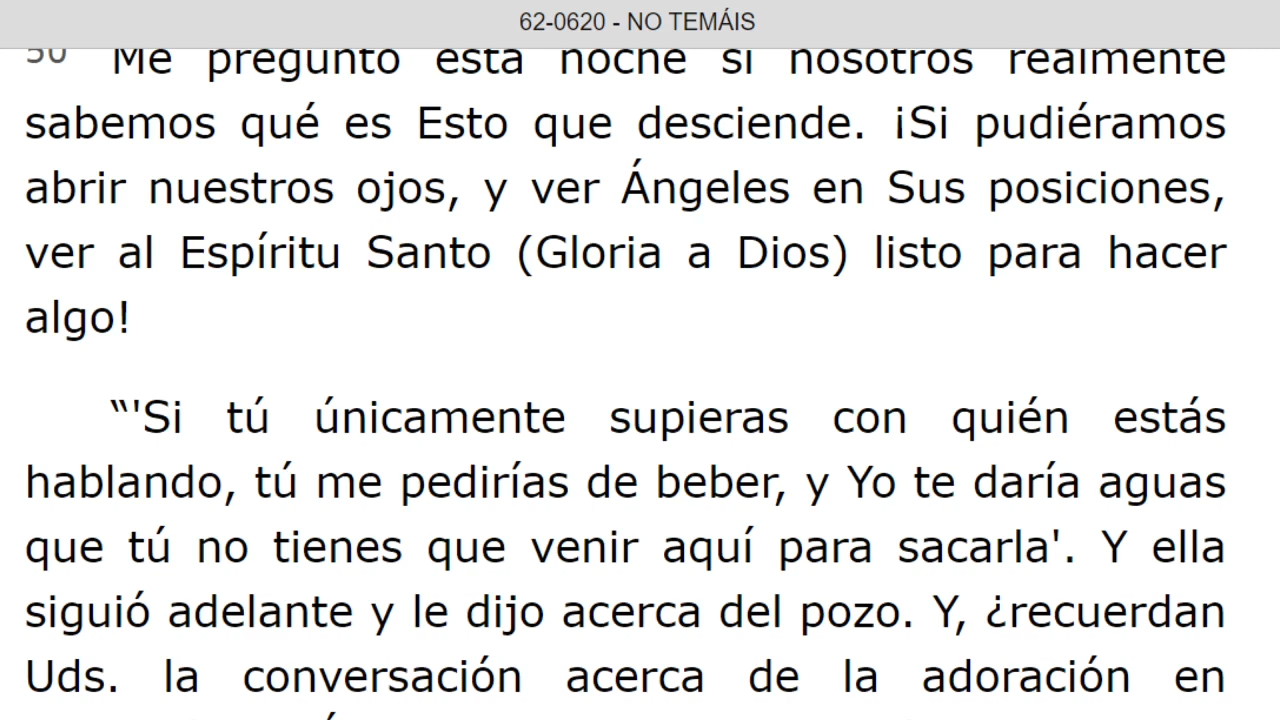 62-0620 - NO TEMÁIS
50 Me pregunto esta noche si nosotros realmente
sabemos qué es Esto que desciende. ¡Si pudiéramos
abrir nuestros ojos, y ver Ángeles en Sus posiciones,
ver al Espíritu Santo (Gloria a Dios) listo para hacer
algo!
“'Si tú únicamente supieras con quién estás
hablando, tú me pedirías de beber, y Yo te daría aguas
que tú no tienes que venir aquí para sacarla'. Y ella
siguió adelante y le dijo acerca del pozo. Y, ¿recuerdan
Uds. la conversación acerca de la adoración en